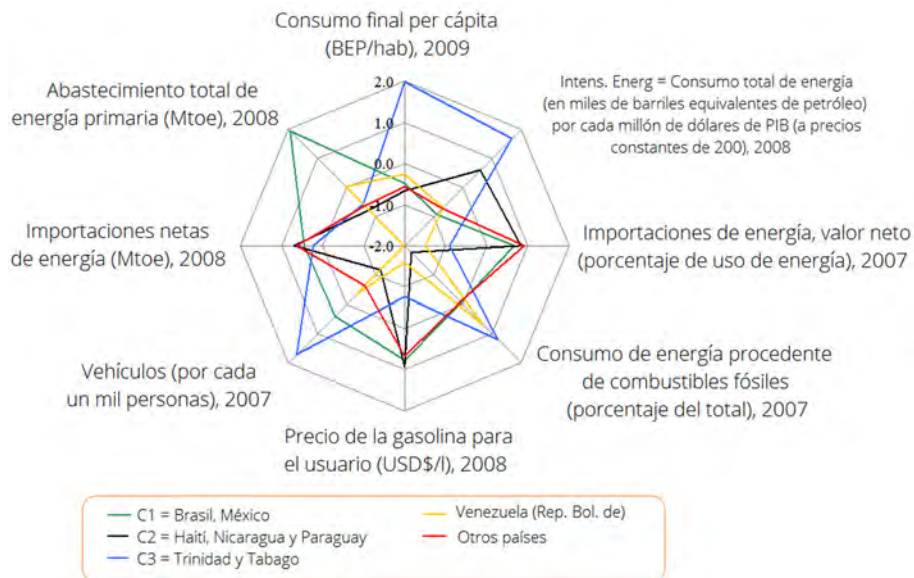 Consumo final per cápita
(BEP/hab), 2009
Abastecimiento total de
energía primaria (Mtoe), 2008
Intens. Energ = Consumo total de energía
(en miles de barriles equivalentes de petróleo)
por cada millón de dólares de PIB (a precios
constantes de 200), 2008
2.0
1.0
0.0
-1.0
-2.0
Importaciones netas
de energía (Mtoe), 2008
Importaciones de energía, valor neto
(porcentaje de uso de energía), 2007
Vehículos (por cada
un mil personas), 2007
Consumo de energía procedente
de combustibles fósiles
(porcentaje del total), 2007
Precio de la gasolina para
el usuario (USD$/l), 2008
C1 = Brasil, México
C2 = Haití, Nicaragua y Paraguay
C3 = Trinidad y Tabago
Venezuela (Rep. Bol. de)
Otros países